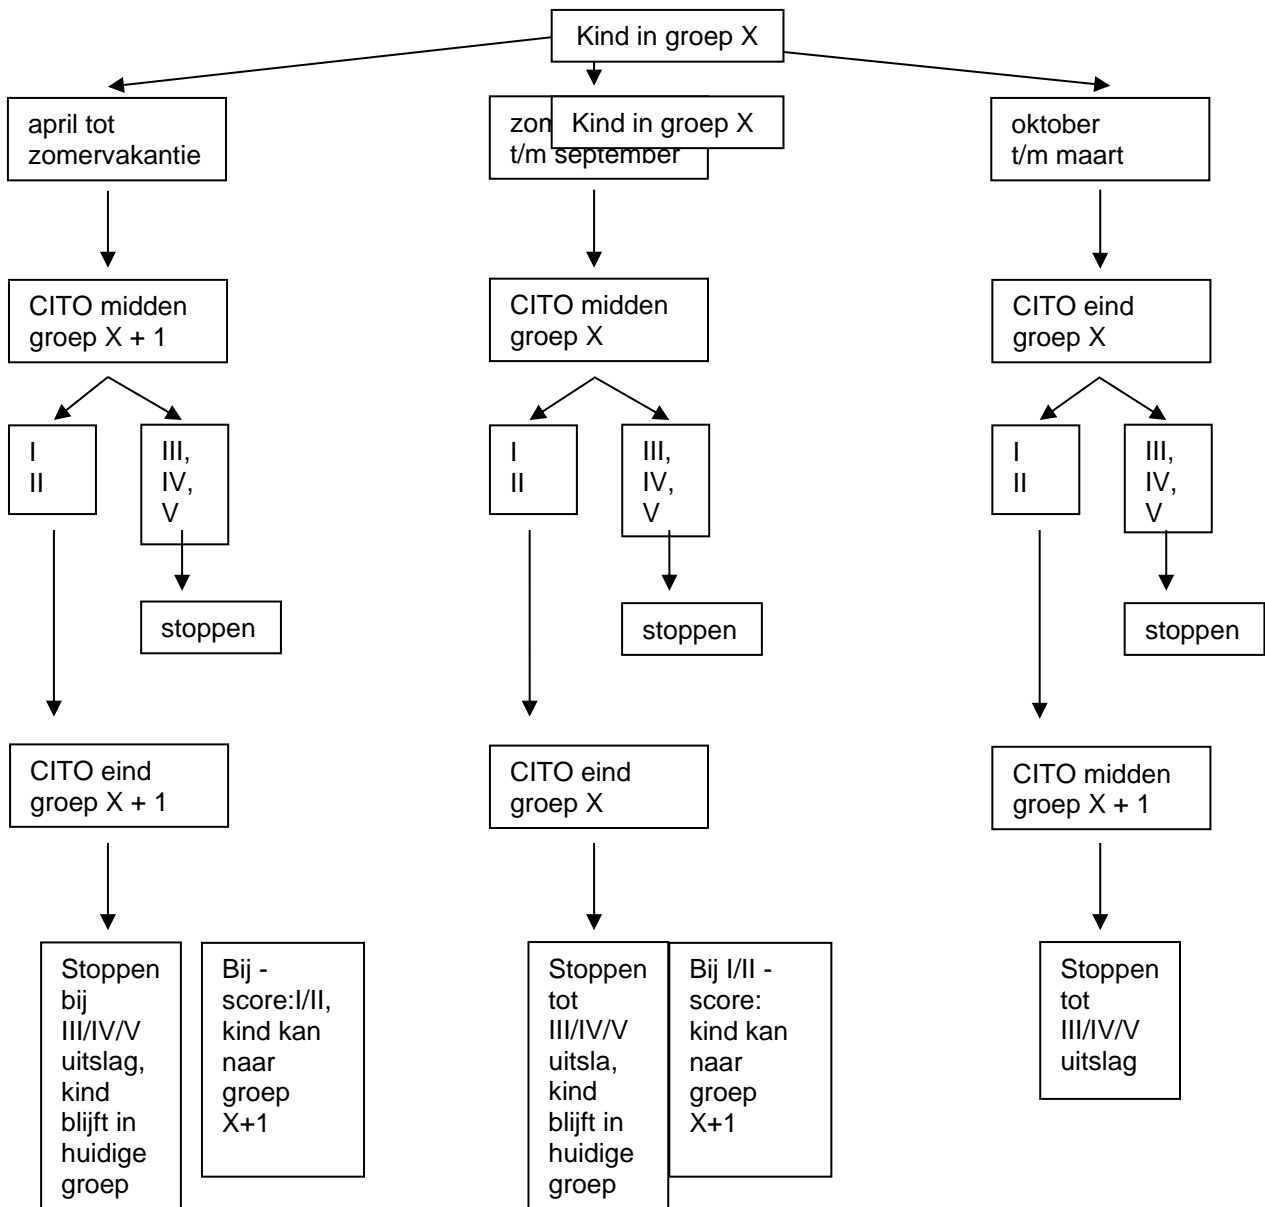 Kind in groep X
april tot
zomervakantie
Kind in groep X
t/m september
oktober
t/m maart
CITO midden
groep X + 1
CITO midden
groep X
CITO eind
groep X
I
II
III,
IV,
V
I
II
III,
IV,
V
I
II
III,
IV,
V
stoppen
stoppen
stoppen
CITO eind
groep X + 1
CITO eind
groep X
CITO midden
groep X + 1
Stoppen
bij
III/IV/V
uitslag,
kind
blijft in
huidige
groep
Bij -
score:I/II,
kind kan
naar
groep
X+1
Stoppen
tot
III/IV/V
uitsla,
kind
blijft in
huidige
groep
Bij I/II -
score:
kind kan
naar
groep
X+1
Stoppen
tot
III/IV/V
uitslag